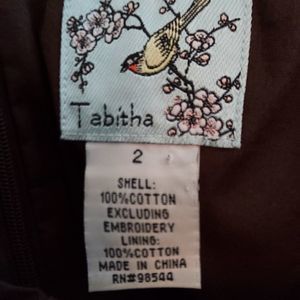 Tabitha
2
SHELL:
100%COTTON
EXCLUDING
EMBROIDERY
LINING:
100%COTTON
MADE IN CHINA
RN#98544